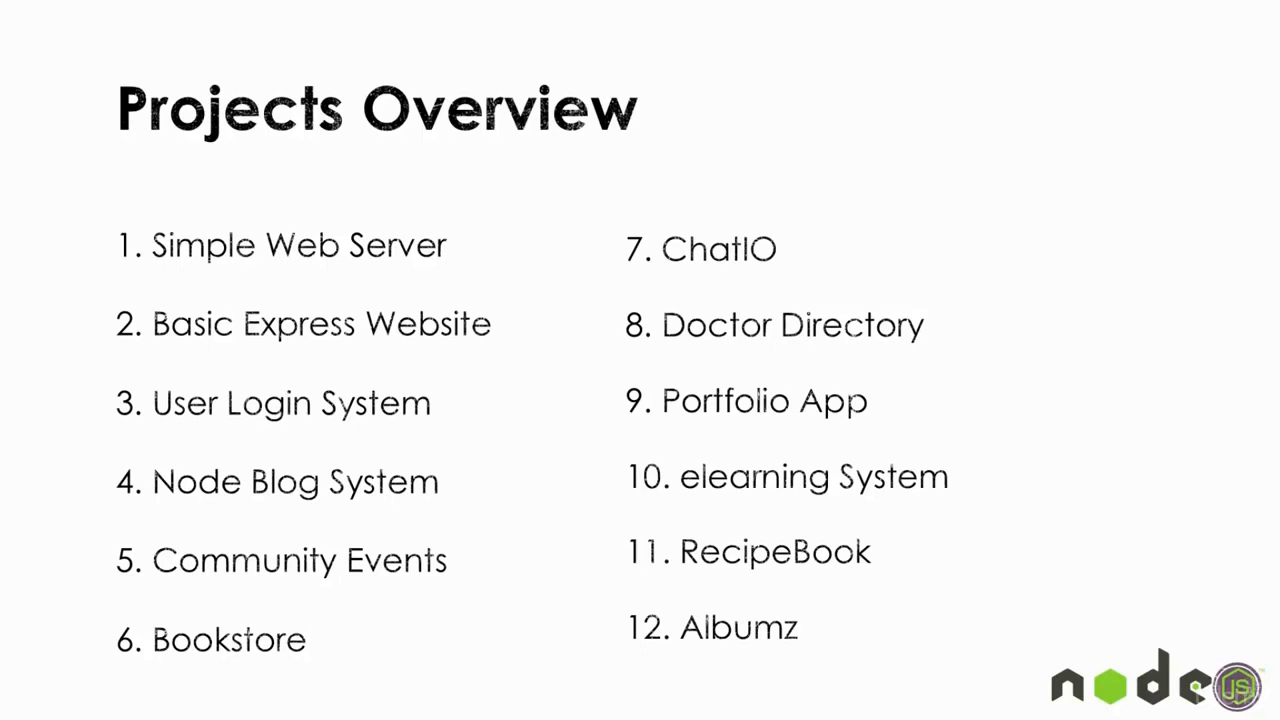 Projects Overview
1. Simple Web Server
2. Basic Express Website
3. User Login System
4. Node Blog System
5. Community Events
6. Bookstore
7. ChatIO
8. Doctor Directory
9. Portfolio App
10. elearning System
11. RecipeBook
12. Albumz
node JS